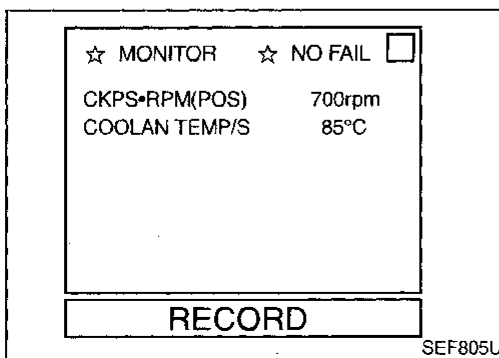 ☆ MONITOR ☆ NO FAIL
CKPS•RPM(POS) 700rpm
COOLAN TEMP/S 85°C
RECORD
SEF805U